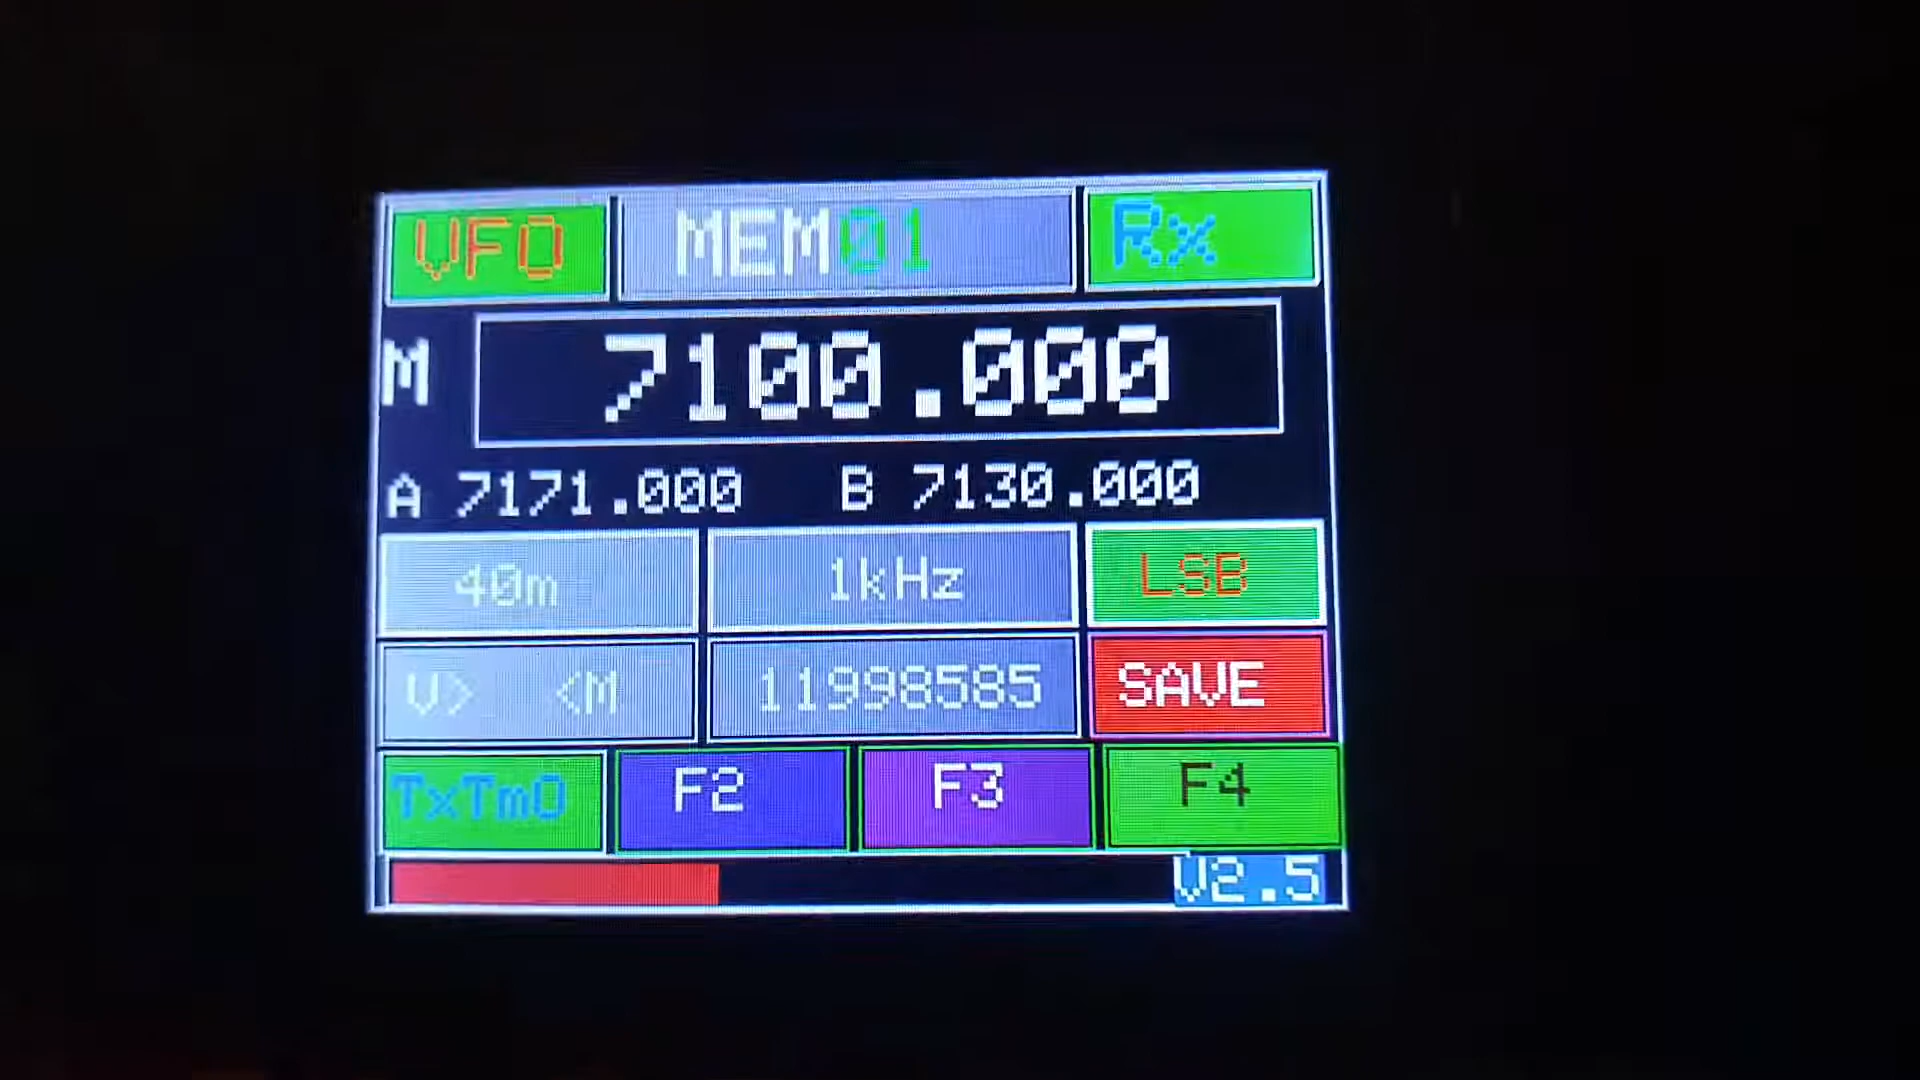 VFO MEM01 Rx
M 7100.000
A 7171.000 B 7130.000
40m 1kHz LSB
V> <M 11998585 SAVE
TxTmO F2 F3 F4
V2.5